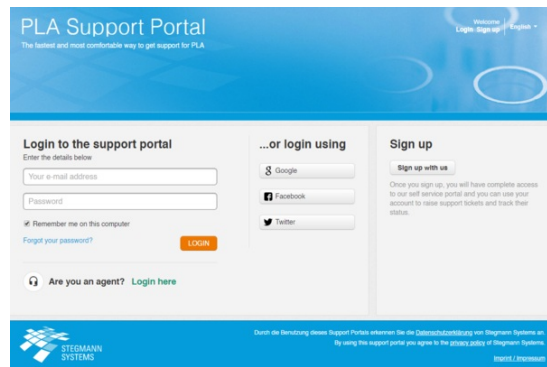 PLA Support Portal
The fastest and most comfortable way to get support for PLA
Welcome
Login Sign up
English
Login to the support portal
Enter the details below
Your e-mail address
Password
Remember me on this computer
Forgot your password?
LOGIN
Are you an agent? Login here
...or login using
Google
Facebook
Twitter
Sign up
Sign up with us
Once you sign up, you will have complete access
to our self service portal and you can use your
account to raise support tickets and track their
status.
STEGMANN
SYSTEMS
Durch die Benutzung dieses Support Portals erkennen Sie die Datenschutzerklärung von Stegmann Systems an.
By using this support portal you agree to the privacy policy of Stegmann Systems.
Imprint / Impressum